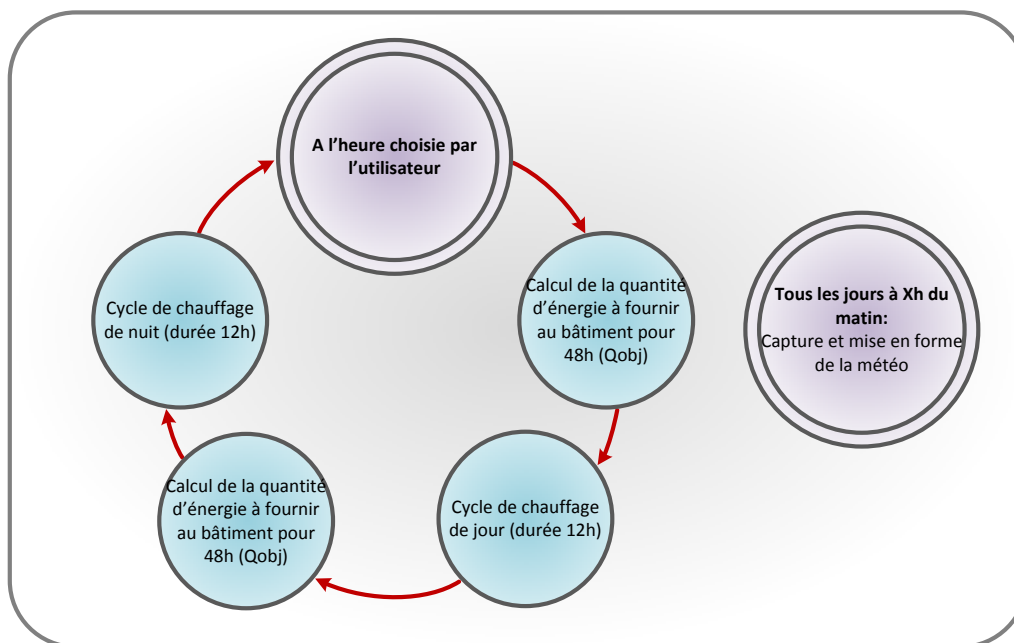 A l'heure choisie par
l'utilisateur
Calcul de la quantité
d'énergie à fournir
au bâtiment pour
48h (Qobj)
Tous les jours à Xh du
matin:
Capture et mise en forme
de la météo
Cycle de chauffage
de nuit (durée 12h)
Calcul de la quantité
d'énergie à fournir
au bâtiment pour
48h (Qobj)
Cycle de chauffage
de jour (durée 12h)